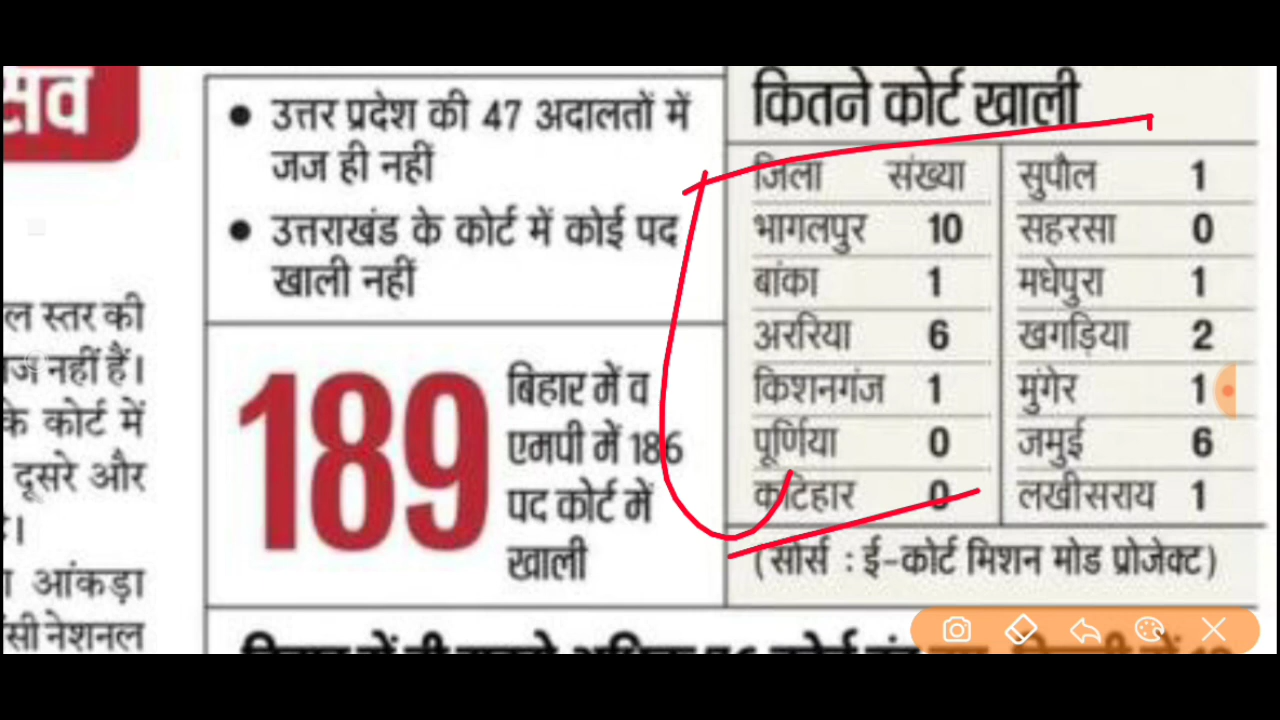 सव
ल स्तर की
ाज नहीं हैं।
के कोर्ट में
दूसरे और
ा आंकड़ा
सी नेशनल
• उत्तर प्रदेश की 47 अदालतों में
जज ही नहीं
• उत्तराखंड के कोर्ट में कोई पद
खाली नहीं
189
बिहार में व
एमपी में 186
पद कोर्ट में
खाली
कितने कोर्ट खाली
जिला संख्या
भागलपुर 10
बांका 1
अररिया 6
किशनगंज 1
पूर्णिया 0
कटिहार 0
सुपौल 1
सहरसा 0
मधेपुरा 1
खगड़िया 2
मुंगेर 1
जमुई 6
लखीसराय 1
(सोर्स : ई-कोर्ट मिशन मोड प्रोजेक्ट)